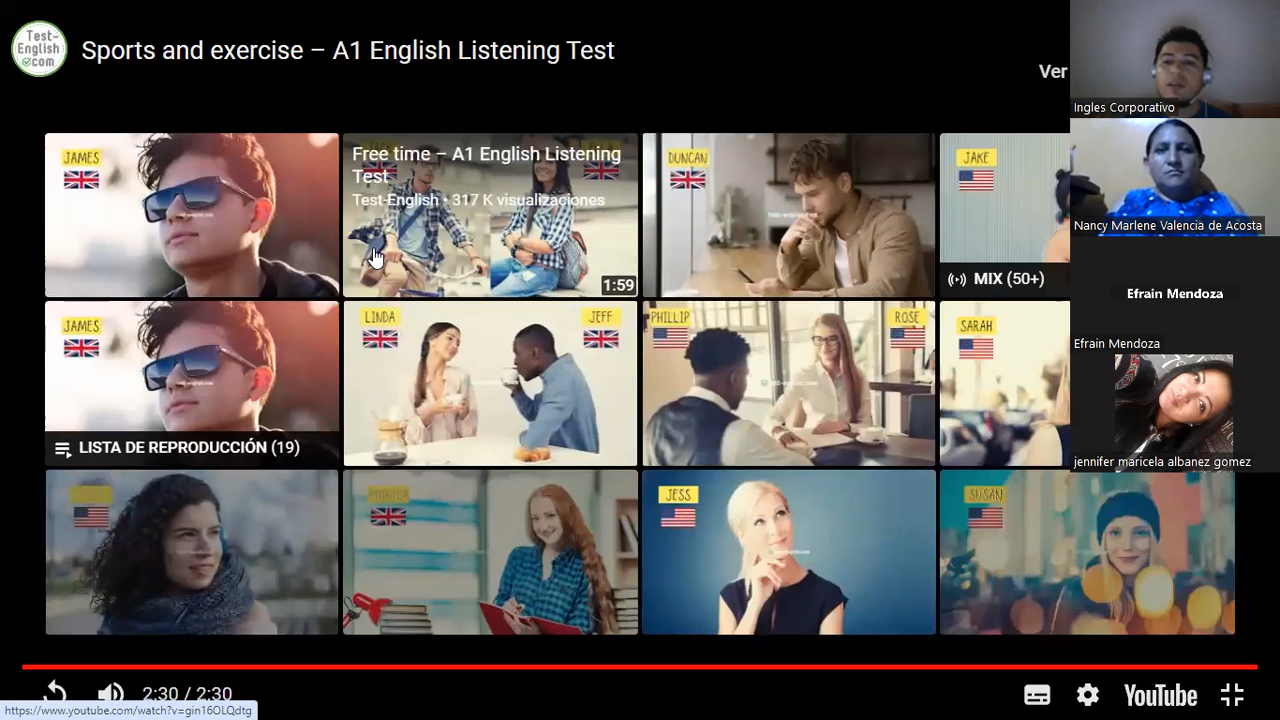 Test-
English
.com
Sports and exercise – A1 English Listening Test
Ver
Ingles Corporativo
JAMES
Free time – A1 English Listening
Test
Test-English • 317 K visualizaciones
1:59
DUNCAN
JAKE
MIX (50+)
Nancy Marlene Valencia de Acosta
Efrain Mendoza
Efrain Mendoza
JAMES
LISTA DE REPRODUCCIÓN (19)
LINDA
JEFF
PHILLIP
ROSE
SARAH
jennifer maricela albanez gomez
MONICA
JESS
SUSAN
2:30 / 2:30
YouTube
https://www.youtube.com/watch?v=gin16OLQdtg